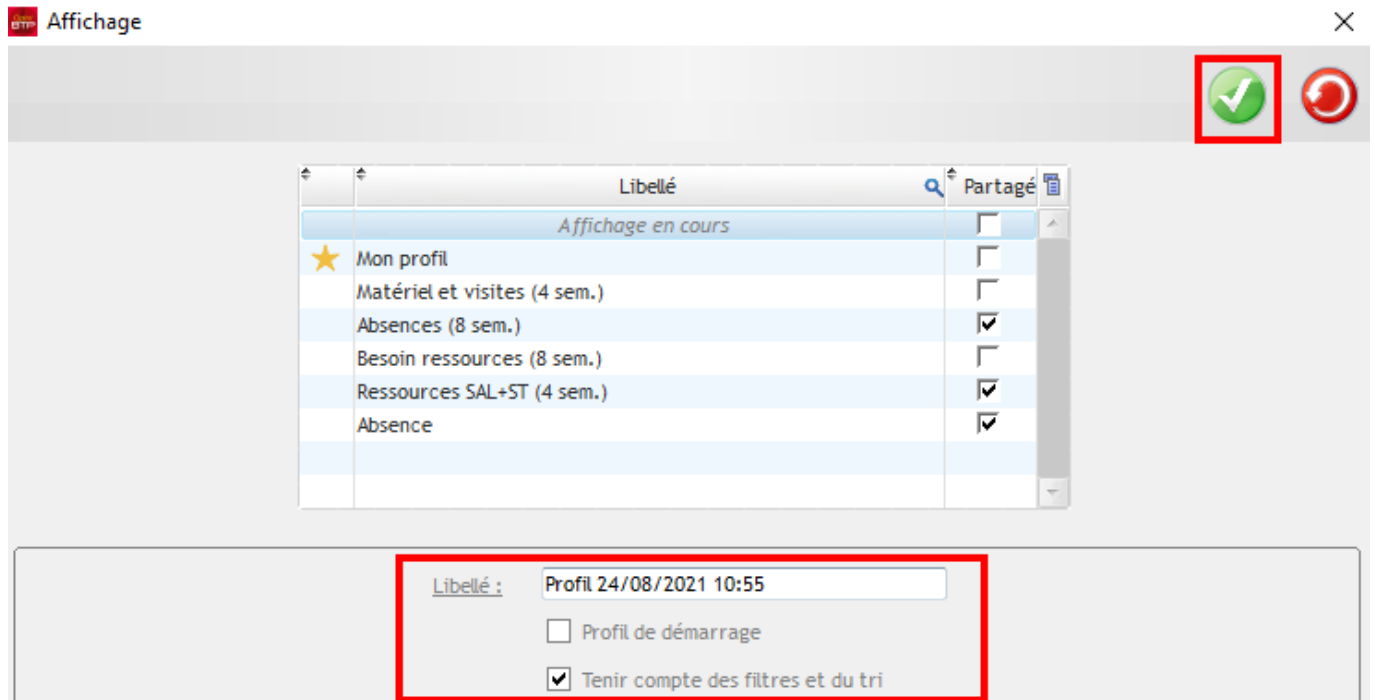 BTP Affichage
Libellé Partagé
Affichage en cours
Mon profil
Matériel et visites (4 sem.)
Absences (8 sem.)
Besoin ressources (8 sem.)
Ressources SAL+ST (4 sem.)
Absence
Libellé : Profil 24/08/2021 10:55
Profil de démarrage
Tenir compte des filtres et du tri